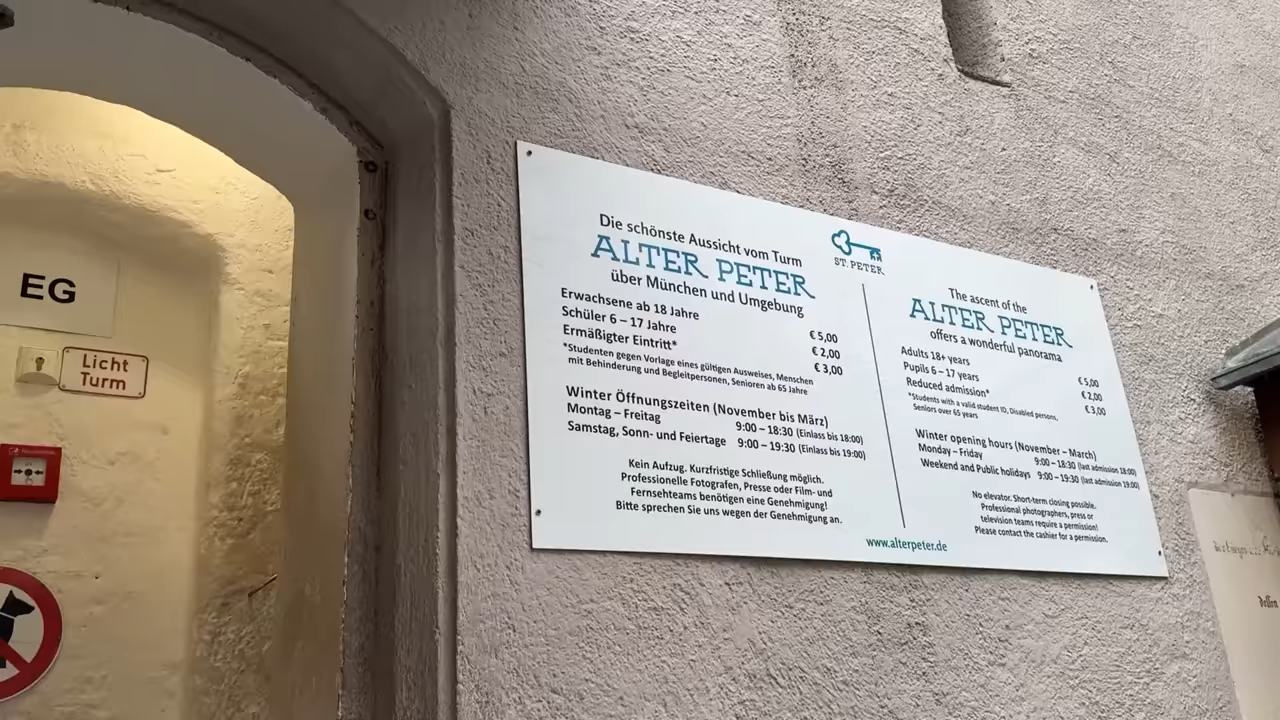 EG
Licht
Turm
Die schönste Aussicht vom Turm
ALTER PETER
über München und Umgebung
Erwachsene ab 18 Jahre € 5,00
Schüler 6 – 17 Jahre € 2,00
Ermäßigter Eintritt* € 3,00
*Studenten gegen Vorlage eines gültigen Ausweises, Menschen
mit Behinderung und Begleitpersonen, Senioren ab 65 Jahre
Winter Öffnungszeiten (November bis März)
Montag – Freitag 9:00 – 18:30 (Einlass bis 18:00)
Samstag, Sonn- und Feiertage 9:00 – 19:30 (Einlass bis 19:00)
Kein Aufzug. Kurzfristige Schließung möglich.
Professionelle Fotografen, Presse oder Film- und
Fernsehteams benötigen eine Genehmigung!
Bitte sprechen Sie uns wegen der Genehmigung an.
ST. PETER
The ascent of the
ALTER PETER
offers a wonderful panorama
Adults 18+ years € 5,00
Pupils 6 – 17 years € 2,00
Reduced admission* € 3,00
*Students with a valid student ID, Disabled persons,
Seniors over 65 years
Winter opening hours (November – March)
Monday – Friday 9:00 – 18:30 (last admission 18:00)
Weekend and Public holidays 9:00 – 19:30 (last admission 19:00)
No elevator. Short-term closing possible.
Professional photographers, press or
television teams require a permission!
Please contact the cashier for a permission.
www.alterpeter.de
dessen